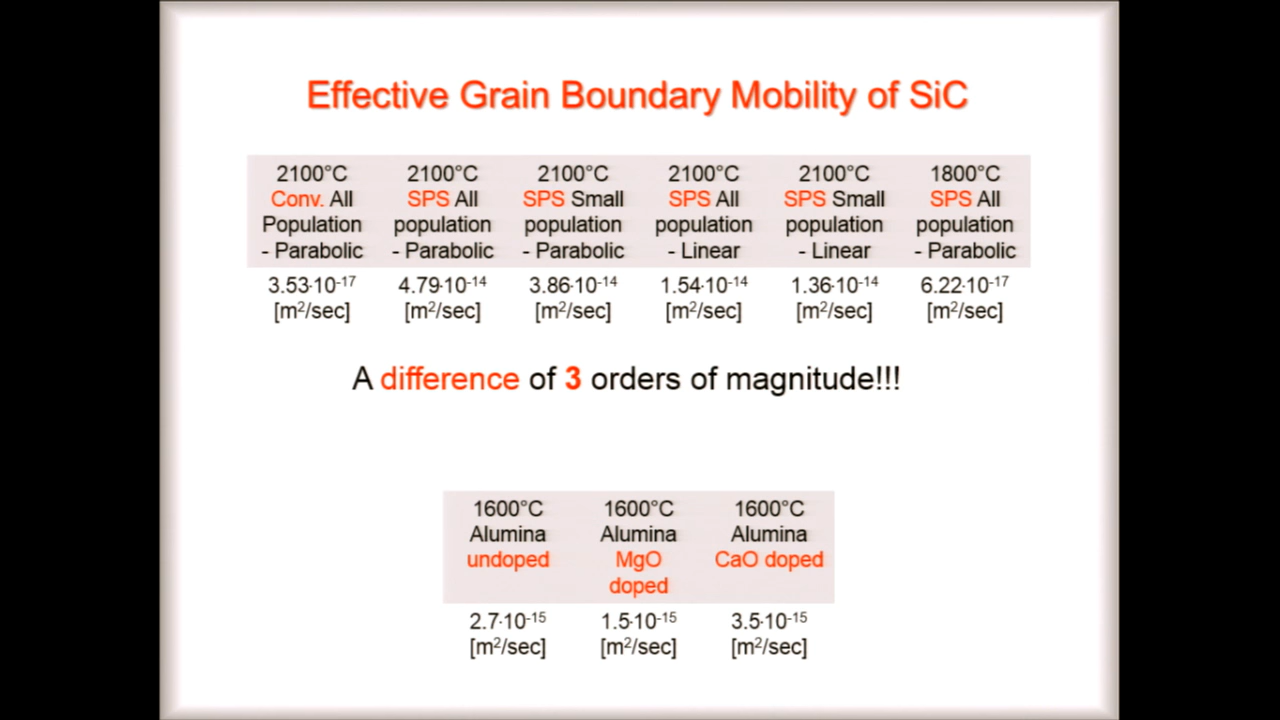 Effective Grain Boundary Mobility of SiC
2100°C 2100°C 2100°C 2100°C 2100°C 1800°C
Conv. All SPS All SPS Small SPS All SPS Small SPS All
Population population population population population population
- Parabolic - Parabolic - Parabolic - Linear - Linear - Parabolic
3.53·10⁻¹⁷ 4.79·10⁻¹⁴ 3.86·10⁻¹⁴ 1.54·10⁻¹⁴ 1.36·10⁻¹⁴ 6.22·10⁻¹⁷
[m²/sec] [m²/sec] [m²/sec] [m²/sec] [m²/sec] [m²/sec]
A difference of 3 orders of magnitude!!!
1600°C 1600°C 1600°C
Alumina Alumina Alumina
undoped MgO CaO doped
doped
2.7·10⁻¹⁵ 1.5·10⁻¹⁵ 3.5·10⁻¹⁵
[m²/sec] [m²/sec] [m²/sec]